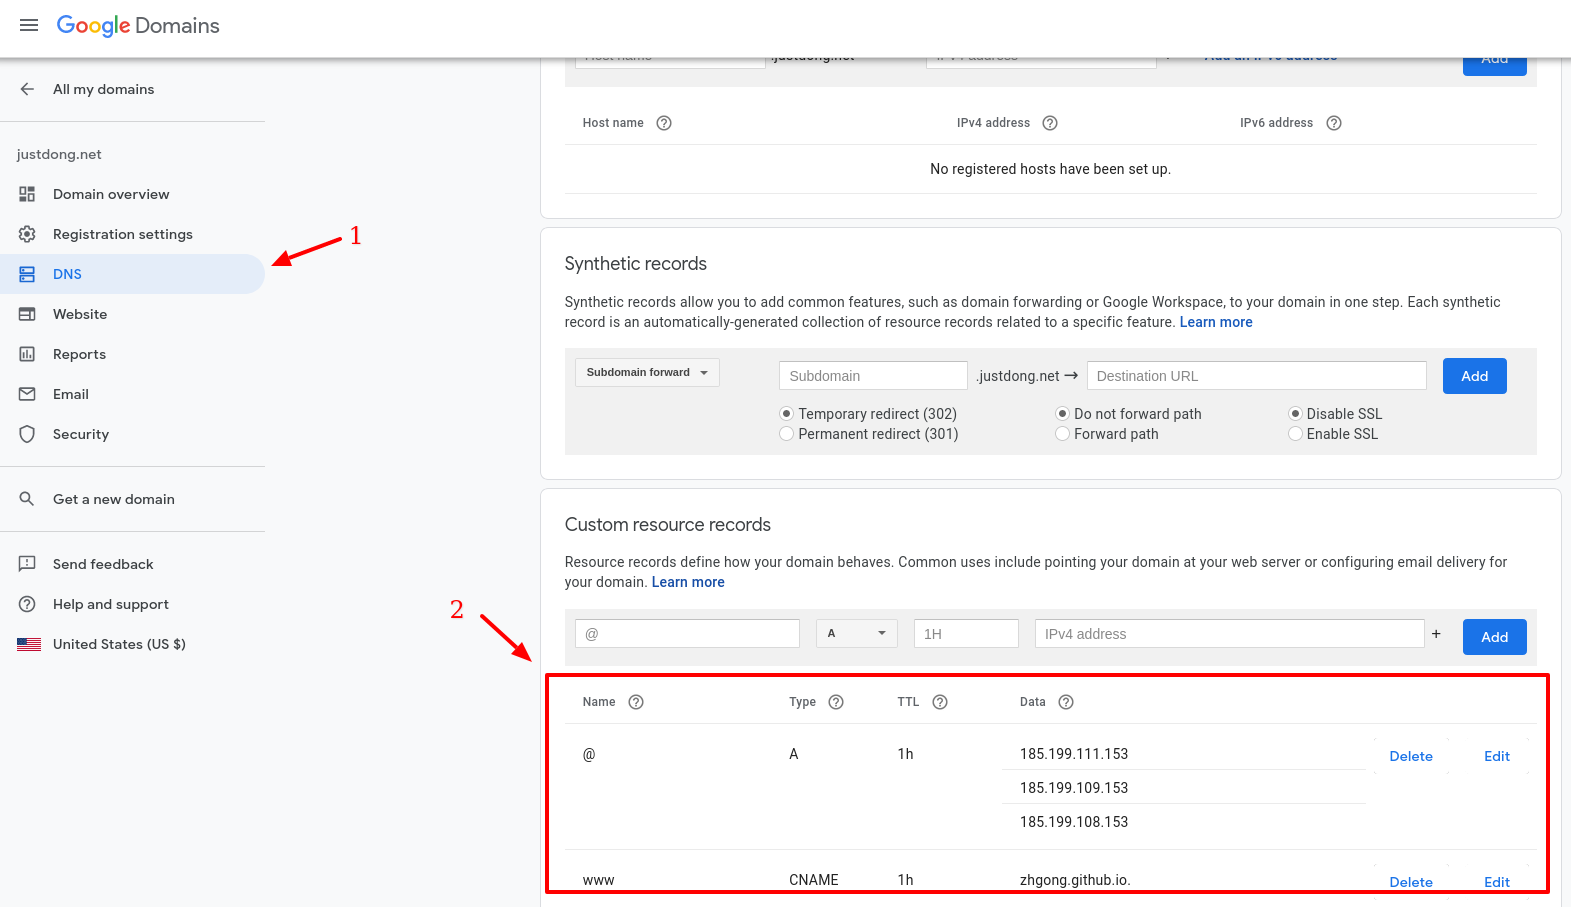 Google Domains
Host name .justdong.net IPv4 address Add an IPv6 address Add
All my domains
Host name IPv4 address IPv6 address
justdong.net
No registered hosts have been set up.
Domain overview
Registration settings
1
DNS
Website
Reports
Email
Security
Get a new domain
Send feedback
Help and support
United States (US $)
Synthetic records
Synthetic records allow you to add common features, such as domain forwarding or Google Workspace, to your domain in one step. Each synthetic
record is an automatically-generated collection of resource records related to a specific feature. Learn more
Subdomain forward Subdomain .justdong.net → Destination URL Add
Temporary redirect (302) Do not forward path Disable SSL
Permanent redirect (301) Forward path Enable SSL
Custom resource records
Resource records define how your domain behaves. Common uses include pointing your domain at your web server or configuring email delivery for
your domain. Learn more
2
@ A 1H IPv4 address + Add
Name Type TTL Data
@ A 1h 185.199.111.153 Delete Edit
185.199.109.153
185.199.108.153
www CNAME 1h zhgong.github.io. Delete Edit